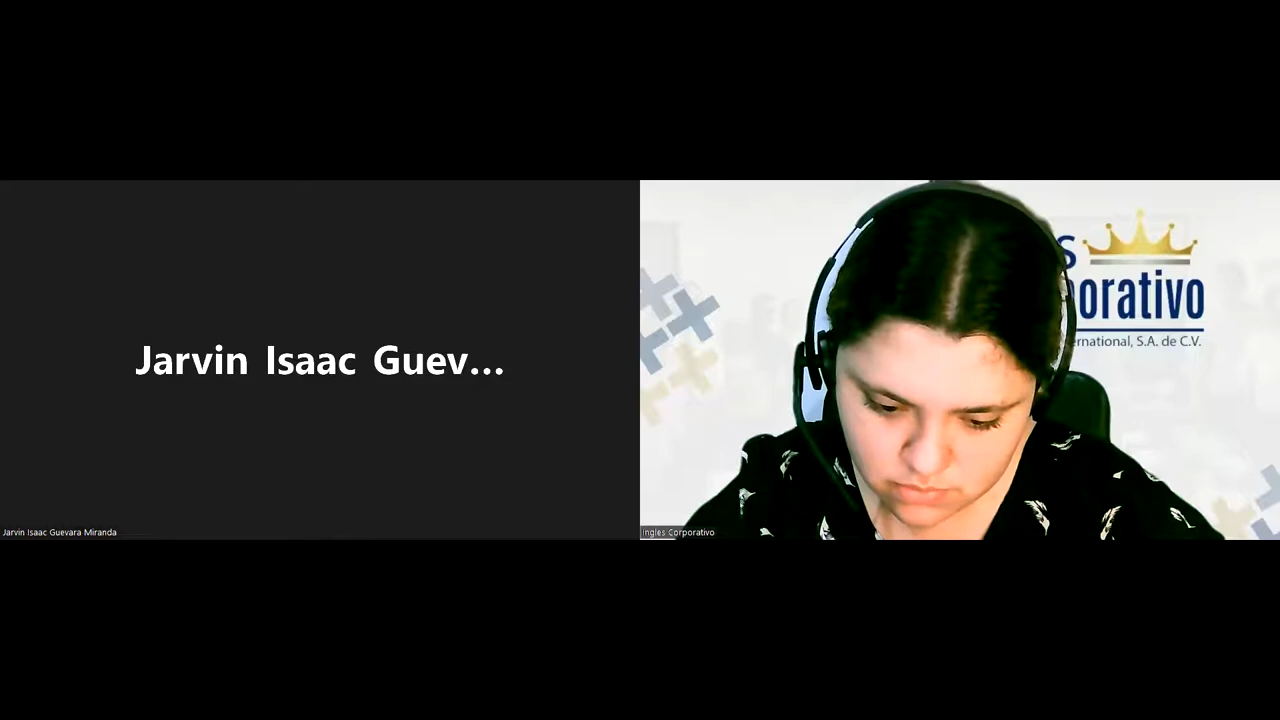 Jarvin Isaac Guev...
s
orativo
ernational, S.A. de C.V.
Jarvin Isaac Guevara Miranda
ingles Corporativo